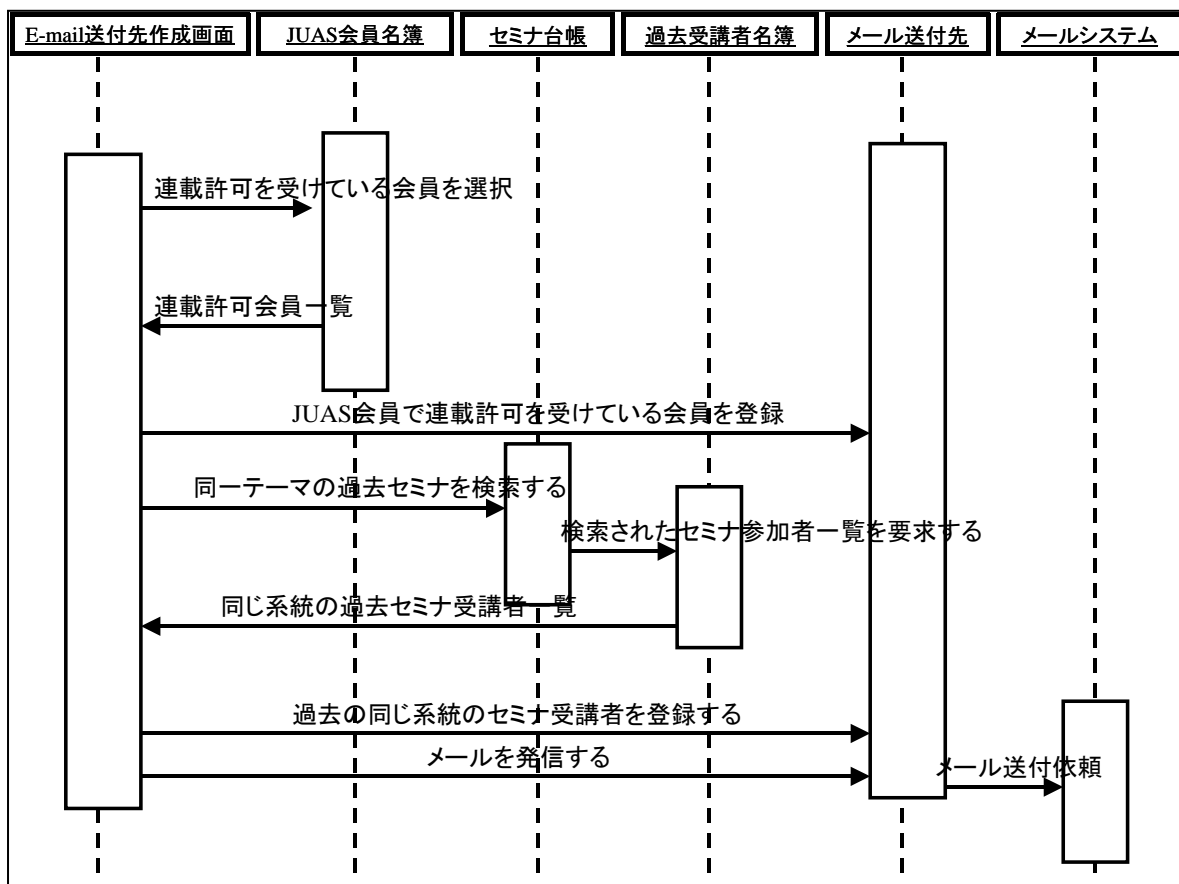 E-mail送付先作成画面
JUAS会員名簿
セミナ台帳
過去受講者名簿
メール送付先
メールシステム
連載許可を受けている会員を選択
連載許可会員一覧
JUAS会員で連載許可を受けている会員を登録
同一テーマの過去セミナを検索する
検索されたセミナ参加者一覧を要求する
同じ系統の過去セミナ受講者一覧
過去の同じ系統のセミナ受講者を登録する
メールを発信する
メール送付依頼